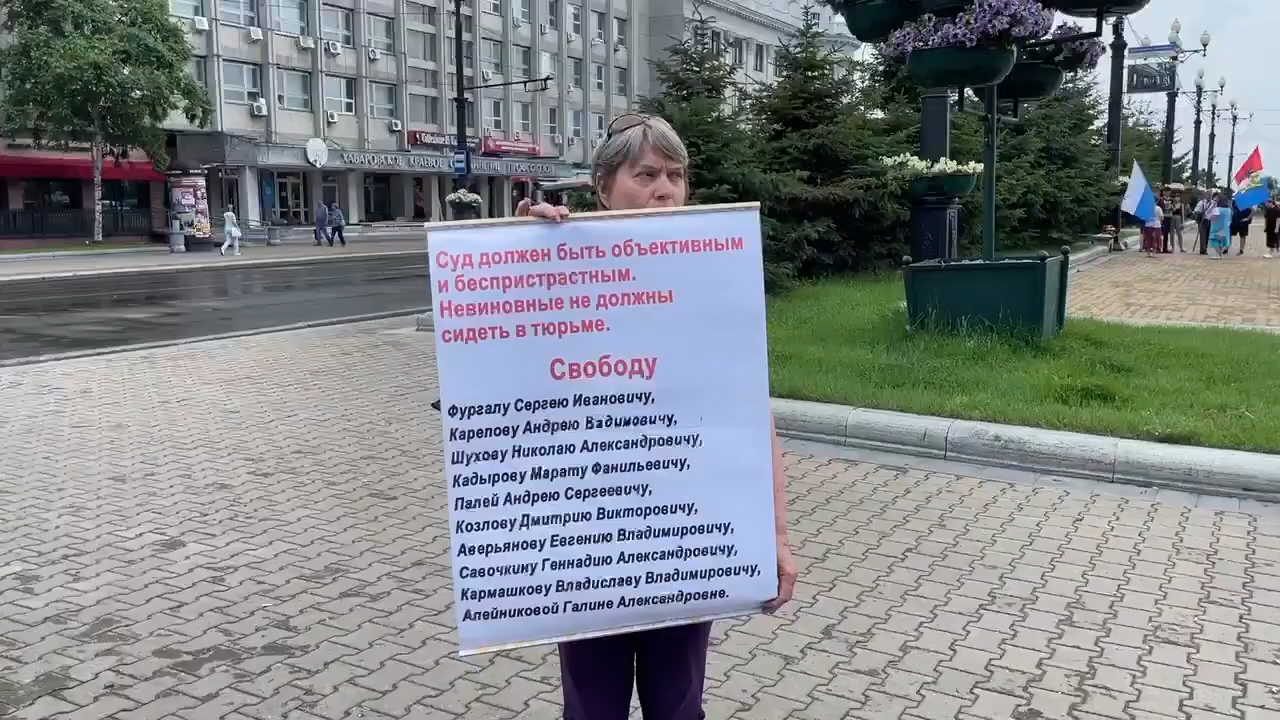 ХАБАРОВСКОЕ КРАЕВОЕ
Суд должен быть объективным
и беспристрастным.
Невиновные не должны
сидеть в тюрьме.
Свободу
Фургалу Сергею Ивановичу,
Карепову Андрею Вадимовичу,
Шухову Николаю Александровичу,
Кадырову Марату Фанильевичу,
Палей Андрею Сергеевичу,
Козлову Дмитрию Викторовичу,
Аверьянову Евгению Владимировичу,
Савочкину Геннадию Александровичу,
Кармашкову Владиславу Владимировичу,
Алейниковой Галине Александровне.